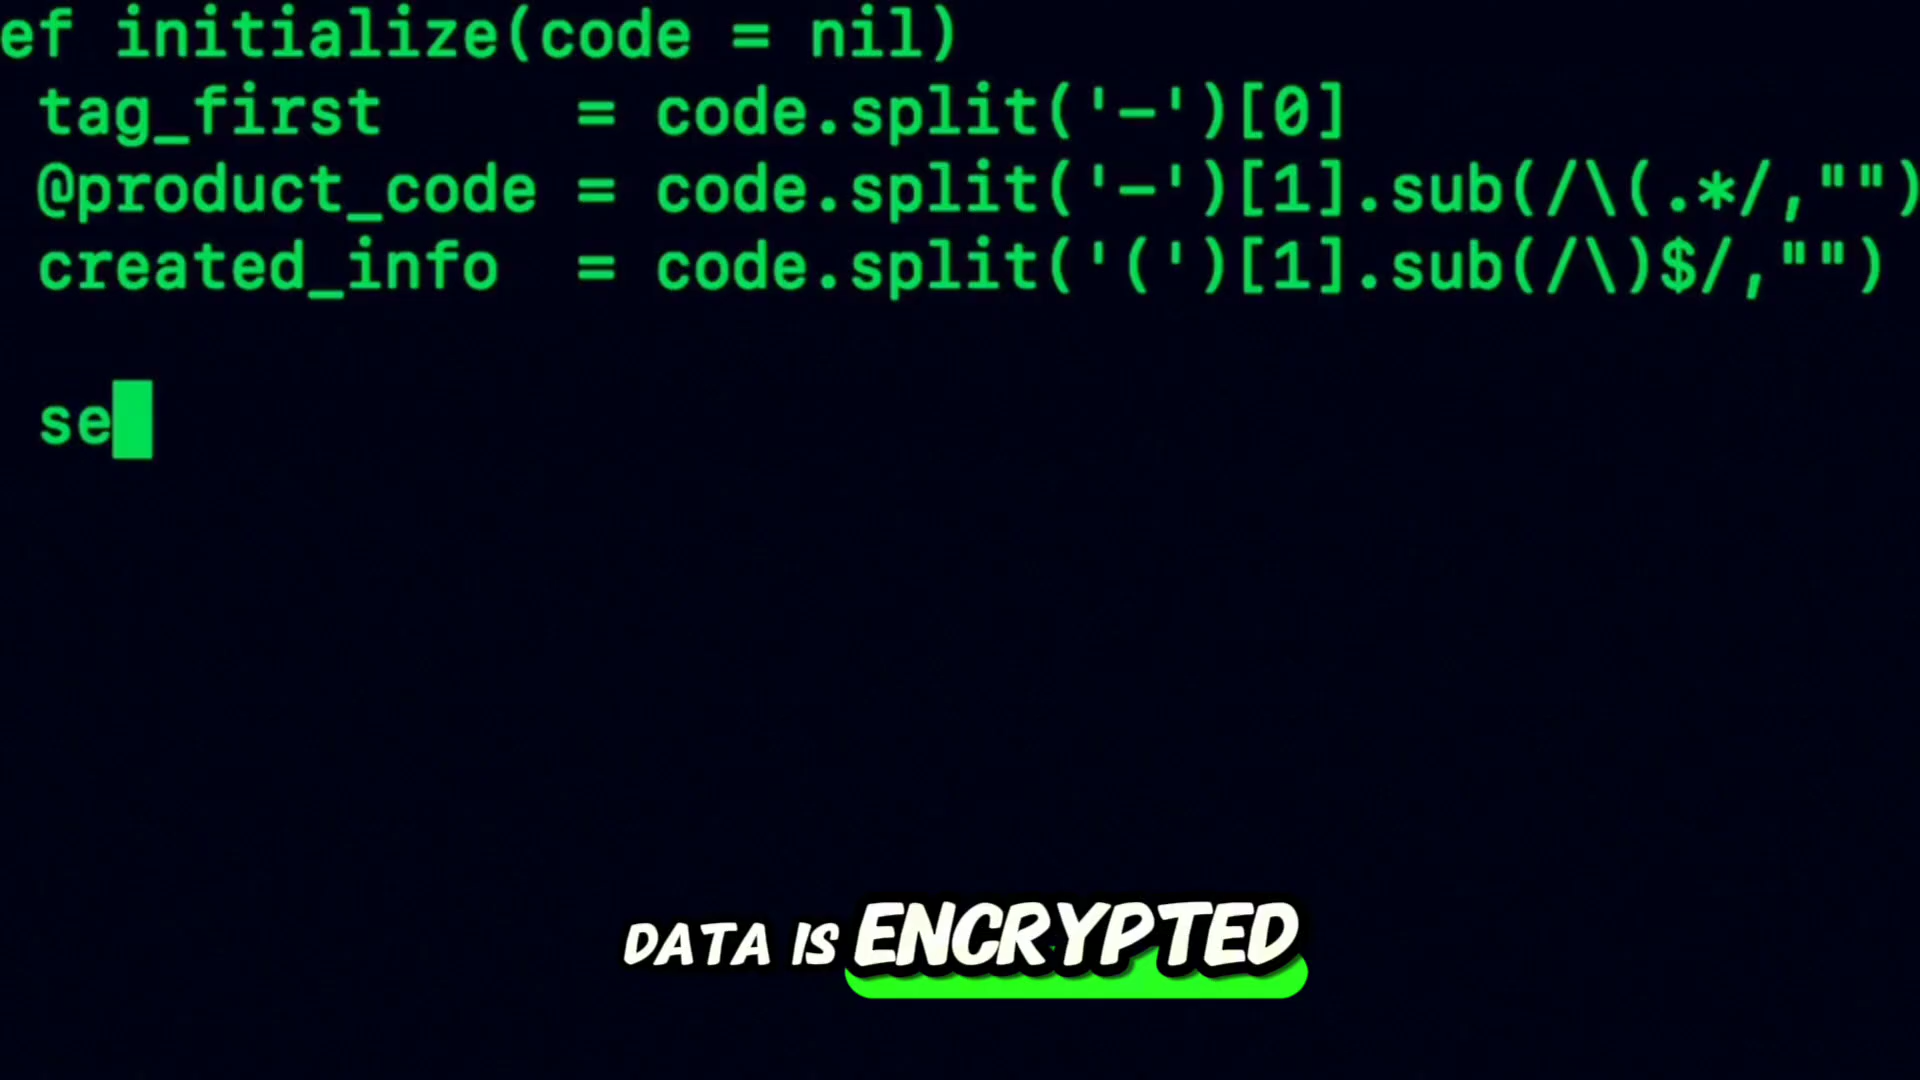 ef initialize(code = nil)
tag_first = code.split('-')[0]
@product_code = code.split('-')[1].sub(/\(.*/,"")
created_info = code.split('(')[1].sub(/\)$/,"")
se
DATA IS ENCRYPTED